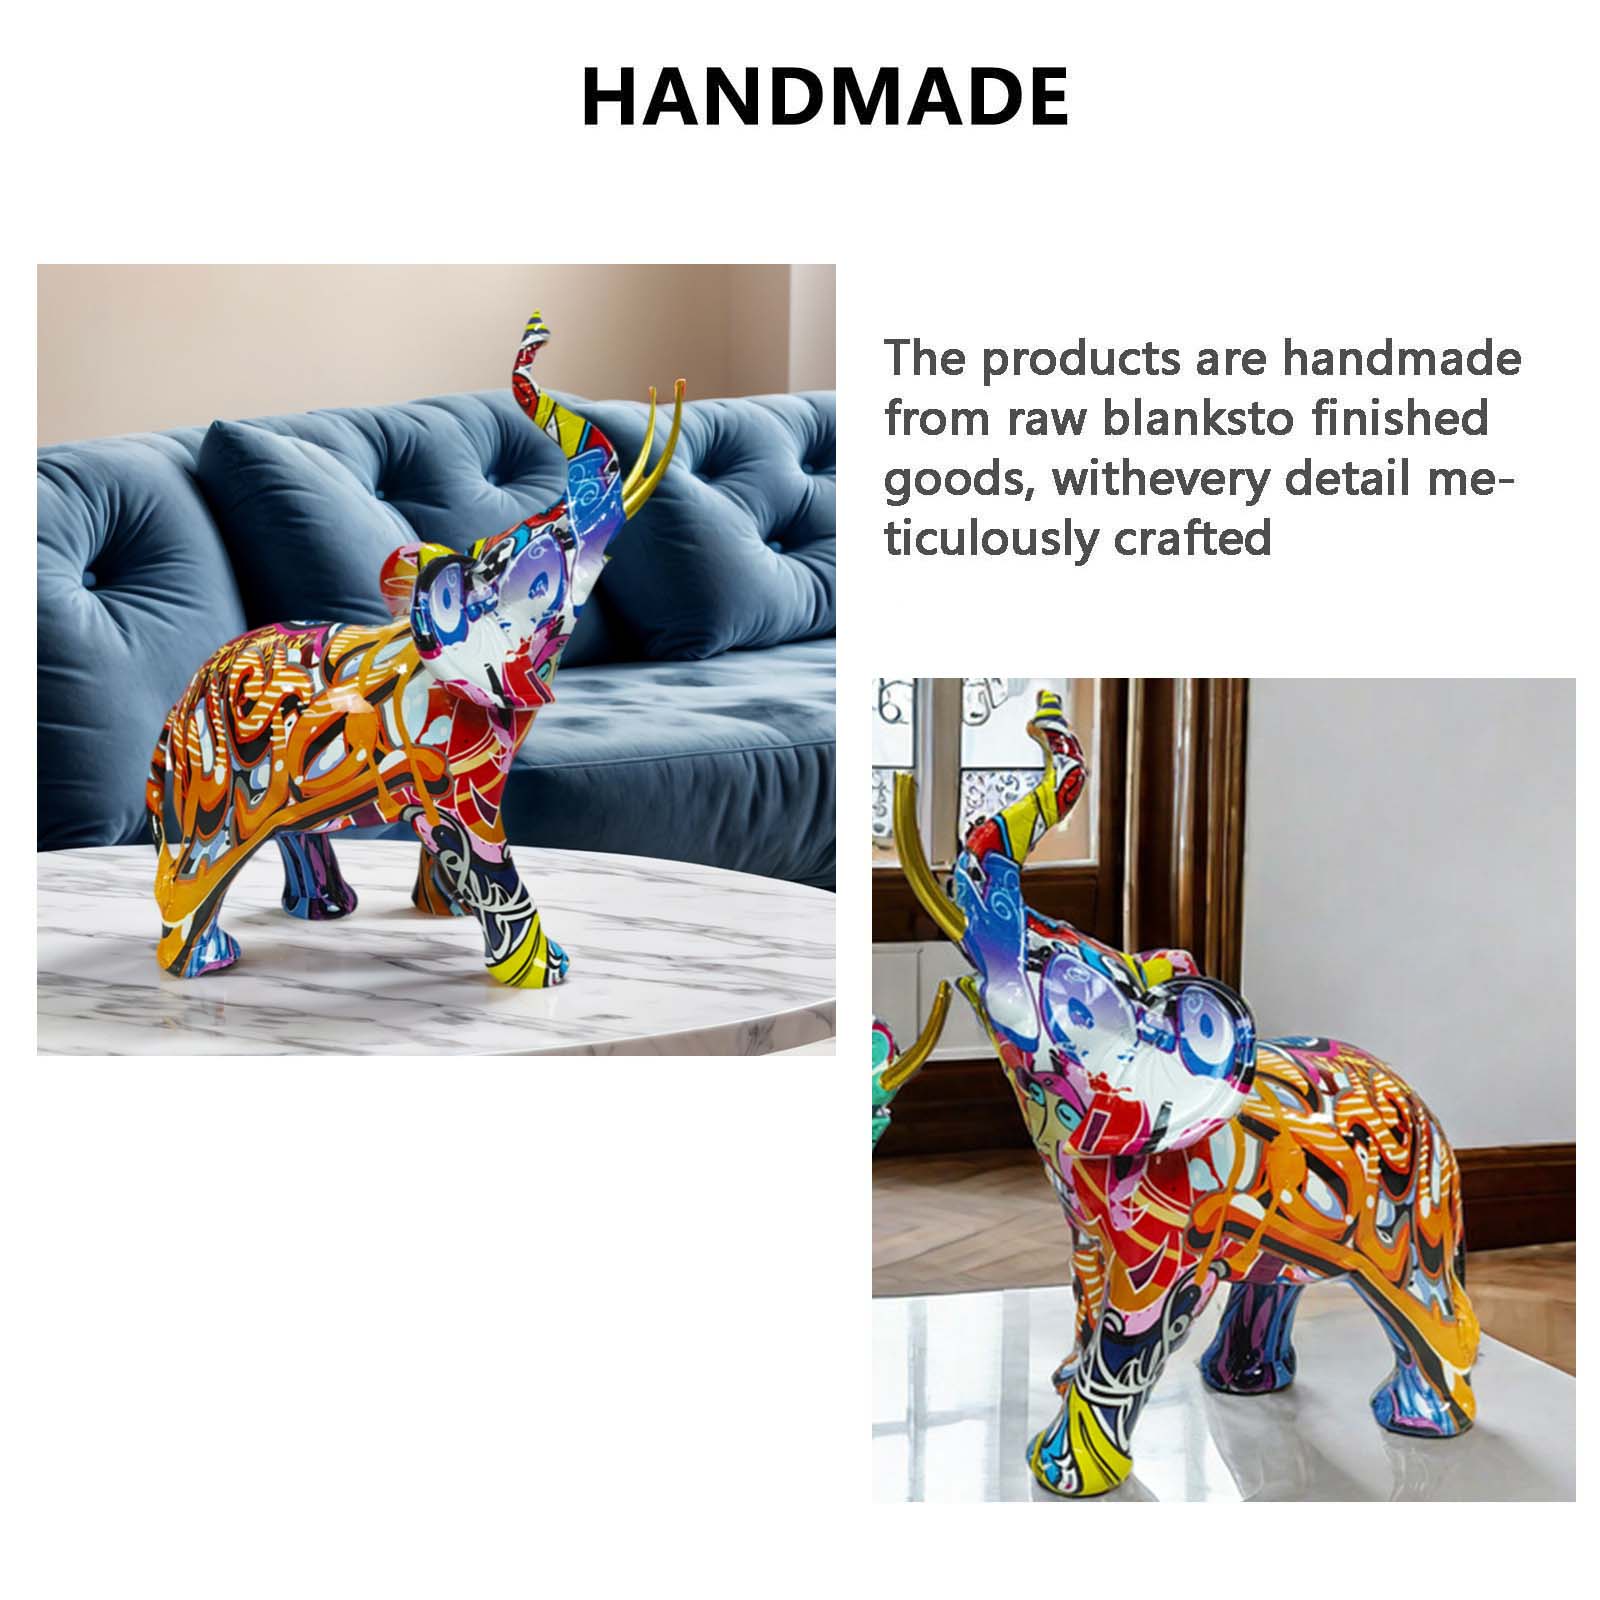 HANDMADE
The products are handmade
from raw blanksto finished
goods, withevery detail me-
ticulously crafted